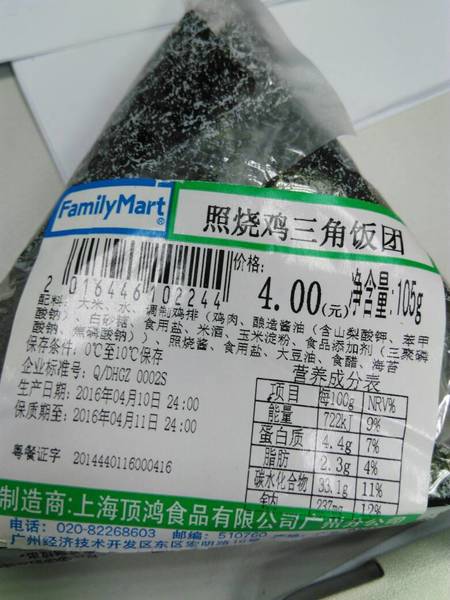 FamilyMart®
照烧鸡三角饭团
2 016446 102244
价格:
4.00(元)
净含量:105g
配料:大米、水、调制鸡排（鸡肉、酿造酱油（含山梨酸钾、苯甲
酸钠）、白砂糖、食用盐、米酒、玉米淀粉、食品添加剂（三聚磷
酸钠、焦磷酸钠））、照烧酱、食用盐、大豆油、食醋、海苔
保存条件: 0℃至10℃保存
企业标准号: Q/DHGZ 0002S
生产日期: 2016年04月10日 24:00
保质期至: 2016年04月11日 24:00
粤餐证字 2014440116000416
营养成分表
项目 每100g NRV%
能量 722kJ 9%
蛋白质 4.4g 7%
脂肪 2.3g 4%
碳水化合物 33.1g 11%
钠 237mg 12%
制造商:上海顶鸿食品有限公司广州分公司
电话: 020-82268603 邮编: 510760
广州经济技术开发区东区宏明路